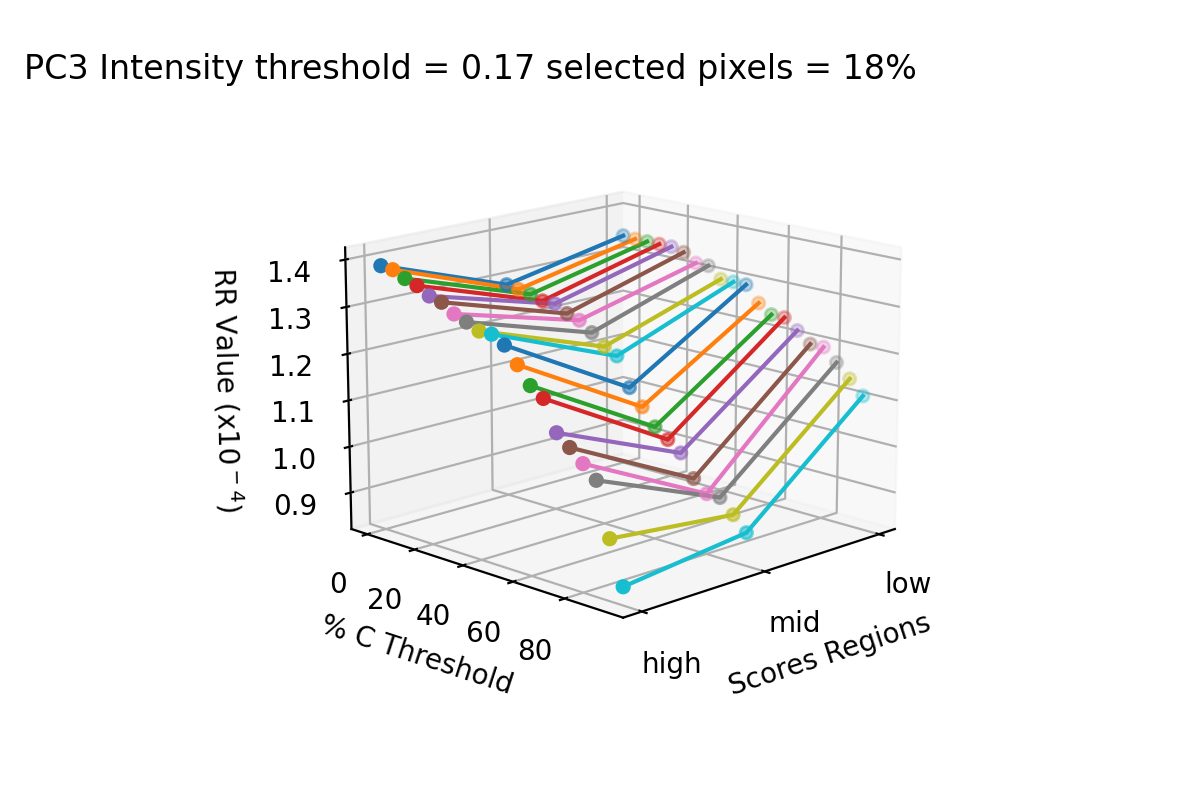 PC3 Intensity threshold = 0.17 selected pixels = 18%
RR Value (x10⁻⁴)
1.4
1.3
1.2
1.1
1.0
0.9
0
20
40
60
80
% C Threshold
high
mid
low
Scores Regions